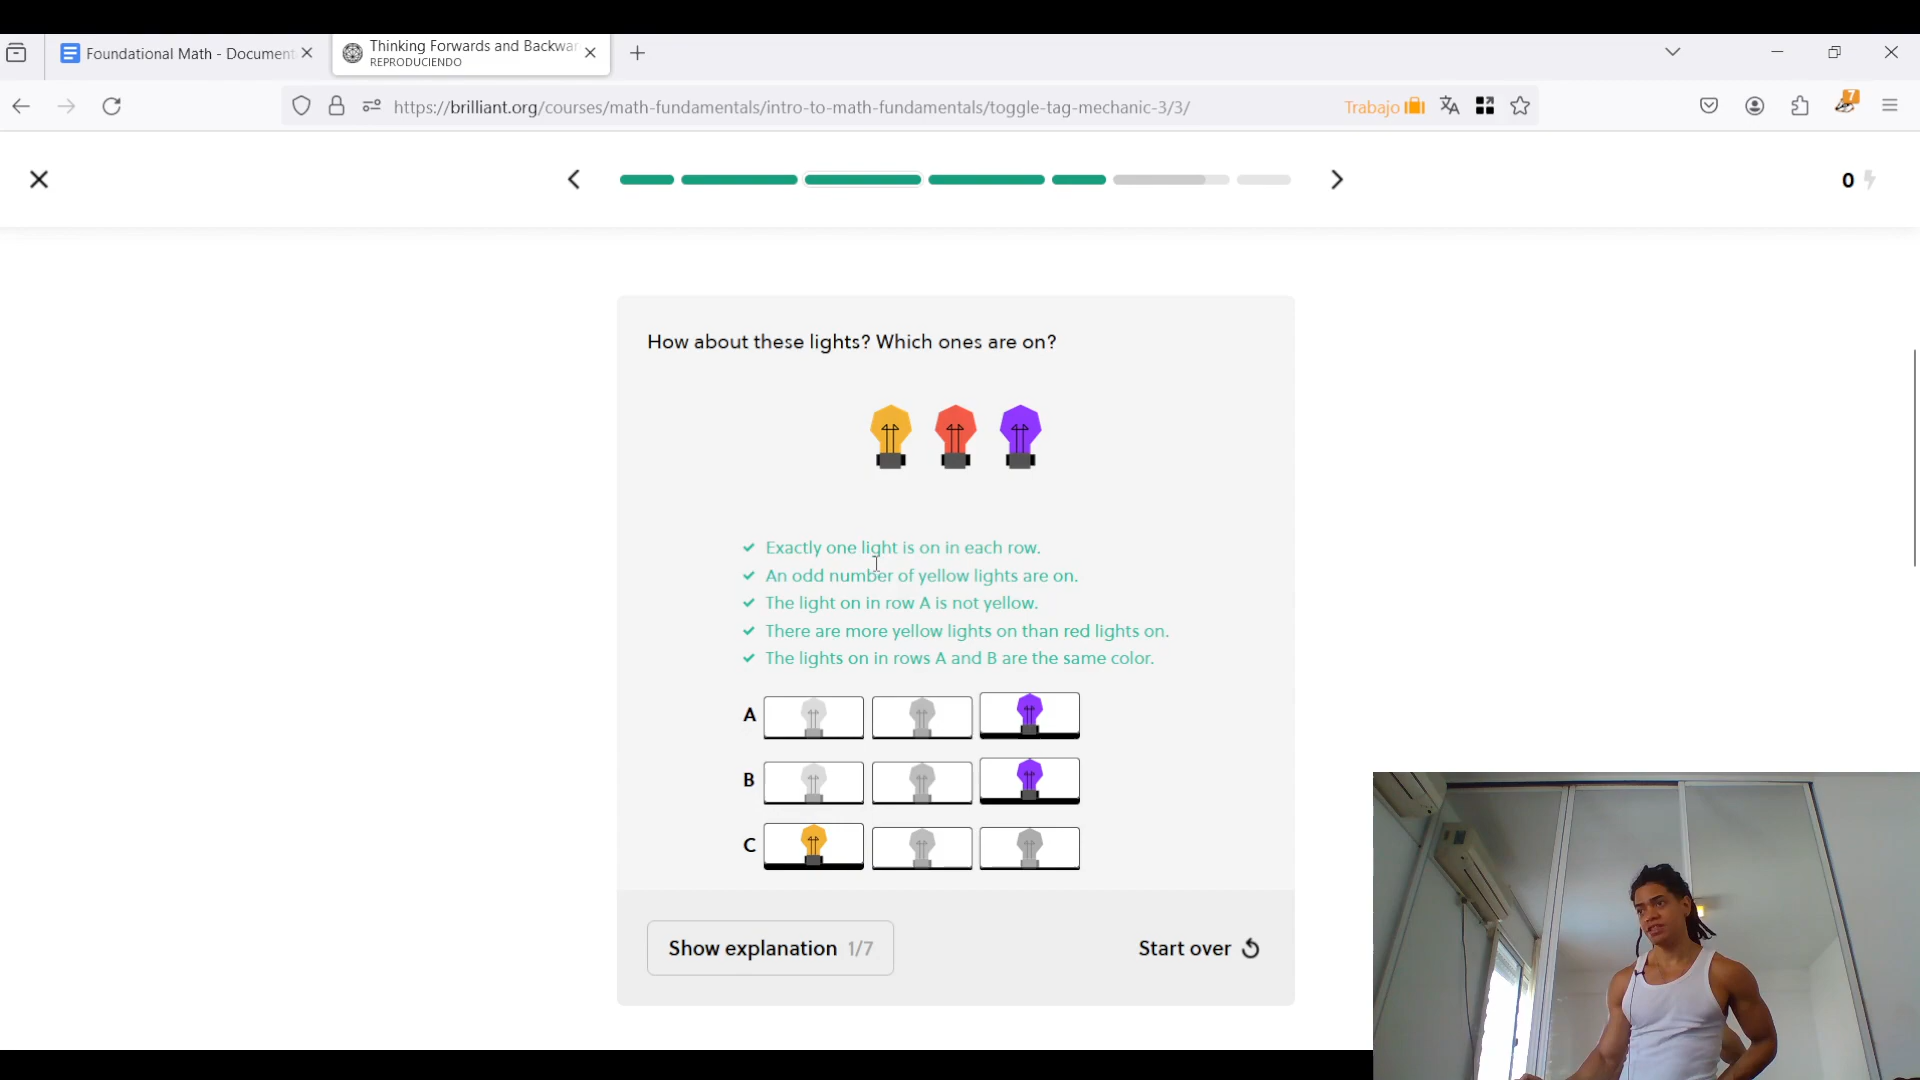 Foundational Math - Document
Thinking Forwards and Backwar
REPRODUCIENDO
https://brilliant.org/courses/math-fundamentals/intro-to-math-fundamentals/toggle-tag-mechanic-3/3/
Trabajo
7
0
How about these lights? Which ones are on?
Exactly one light is on in each row.
An odd number of yellow lights are on.
The light on in row A is not yellow.
There are more yellow lights on than red lights on.
The lights on in rows A and B are the same color.
A
B
C
Show explanation 1/7
Start over